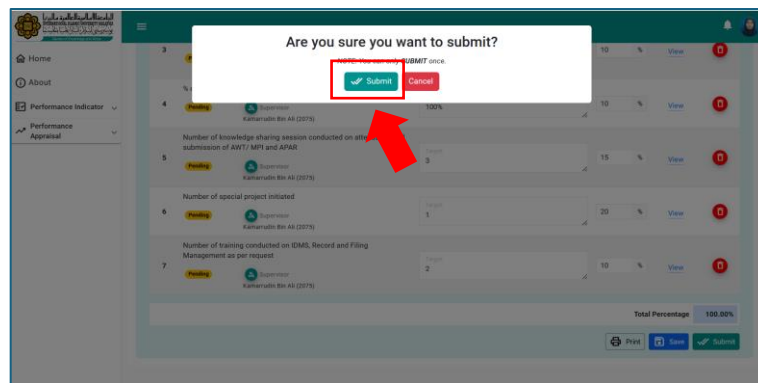 Are you sure you want to submit?
NOTE: You can only SUBMIT once.
Submit
Cancel
Home
About
Performance Indicator
Performance
Appraisal
3
10 % View
4
Pending
Supervisor
Kamarrudin Bin Ali (2075)
100%
10 % View
Number of knowledge sharing session conducted on
submission of AWT/ MPI and APAR
5
Pending
Supervisor
Kamarrudin Bin Ali (2075)
Target
3
15 % View
Number of special project initiated
6
Pending
Supervisor
Kamarrudin Bin Ali (2075)
Target
1
20 % View
Number of training conducted on IDMS, Record and Filing
Management as per request
7
Pending
Supervisor
Kamarrudin Bin Ali (2075)
Target
2
10 % View
Total Percentage 100.00%
Print
Save
Submit